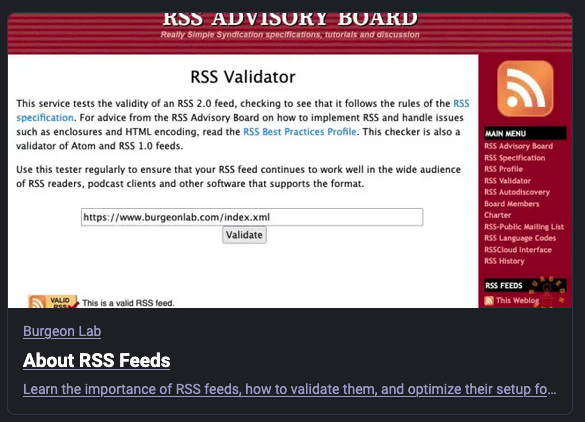 RSS ADVISORY BOARD
Really Simple Syndication specifications, tutorials and discussion
RSS Validator
This service tests the validity of an RSS 2.0 feed, checking to see that it follows the rules of the RSS
specification. For advice from the RSS Advisory Board on how to implement RSS and handle issues
such as enclosures and HTML encoding, read the RSS Best Practices Profile. This checker is also a
validator of Atom and RSS 1.0 feeds.
Use this tester regularly to ensure that your RSS feed continues to work well in the wide audience
of RSS readers, podcast clients and other software that supports the format.
https://www.burgeonlab.com/index.xml
Validate
VALID
RSS
This is a valid RSS feed.
MAIN MENU
RSS Advisory Board
RSS Specification
RSS Profile
RSS Validator
RSS Autodiscovery
Board Members
Charter
RSS-Public Mailing List
RSS Language Codes
RSSCloud Interface
RSS History
RSS FEEDS
This Weblog
Burgeon Lab
About RSS Feeds
Learn the importance of RSS feeds, how to validate them, and optimize their setup fo...